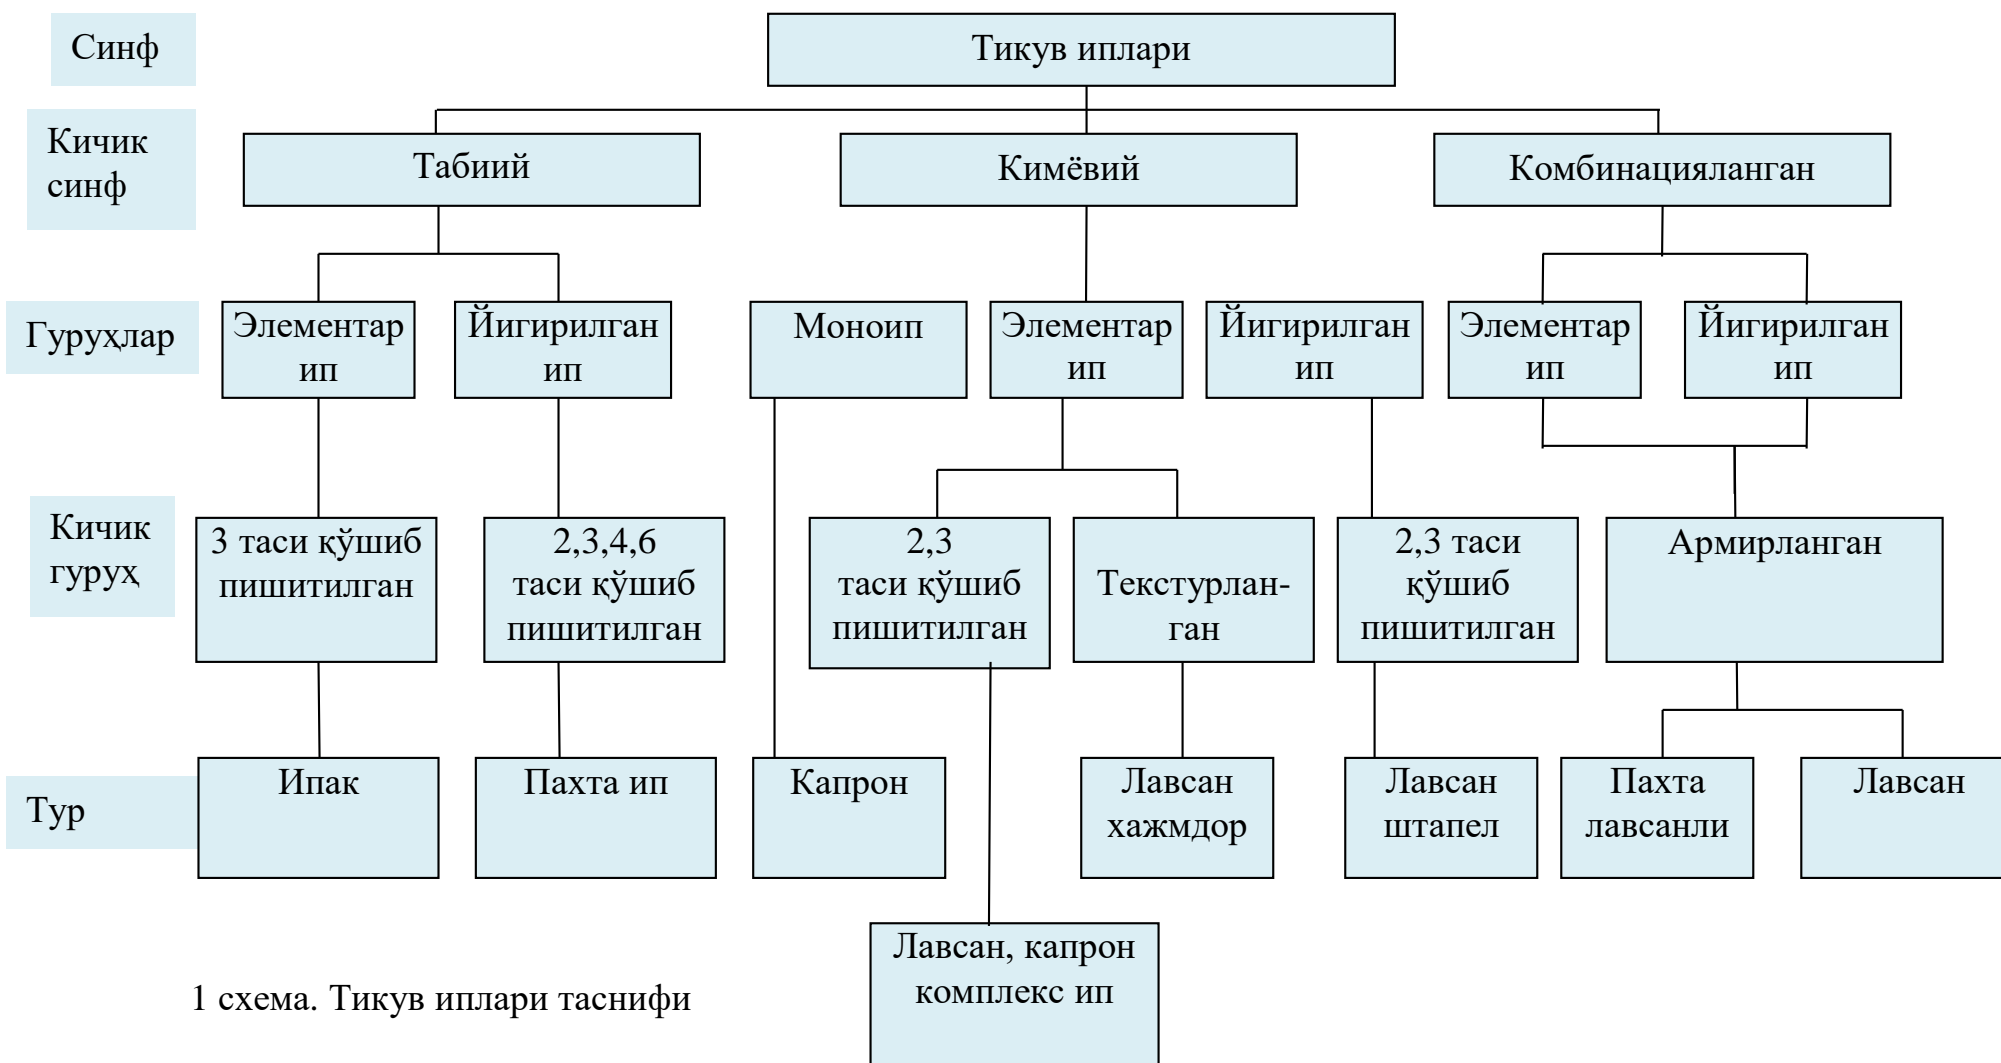 Синф
Тикув иплари
Кичик
синф
Табиий
Кимёвий
Комбинацияланган
Гуруҳлар
Элементар
ип
Йигирилган
ип
Моноип
Элементар
ип
Йигирилган
ип
Элементар
ип
Йигирилган
ип
Кичик
гуруҳ
3 таси қўшиб
пишитилган
2,3,4,6
таси қўшиб
пишитилган
2,3
таси қўшиб
пишитилган
Текстурлан-
ган
2,3 таси
қўшиб
пишитилган
Армирланган
Тур
Ипак
Пахта ип
Капрон
Лавсан
хажмдор
Лавсан
штапел
Пахта
лавсанли
Лавсан
Лавсан, капрон
комплекс ип
1 схема. Тикув иплари таснифи